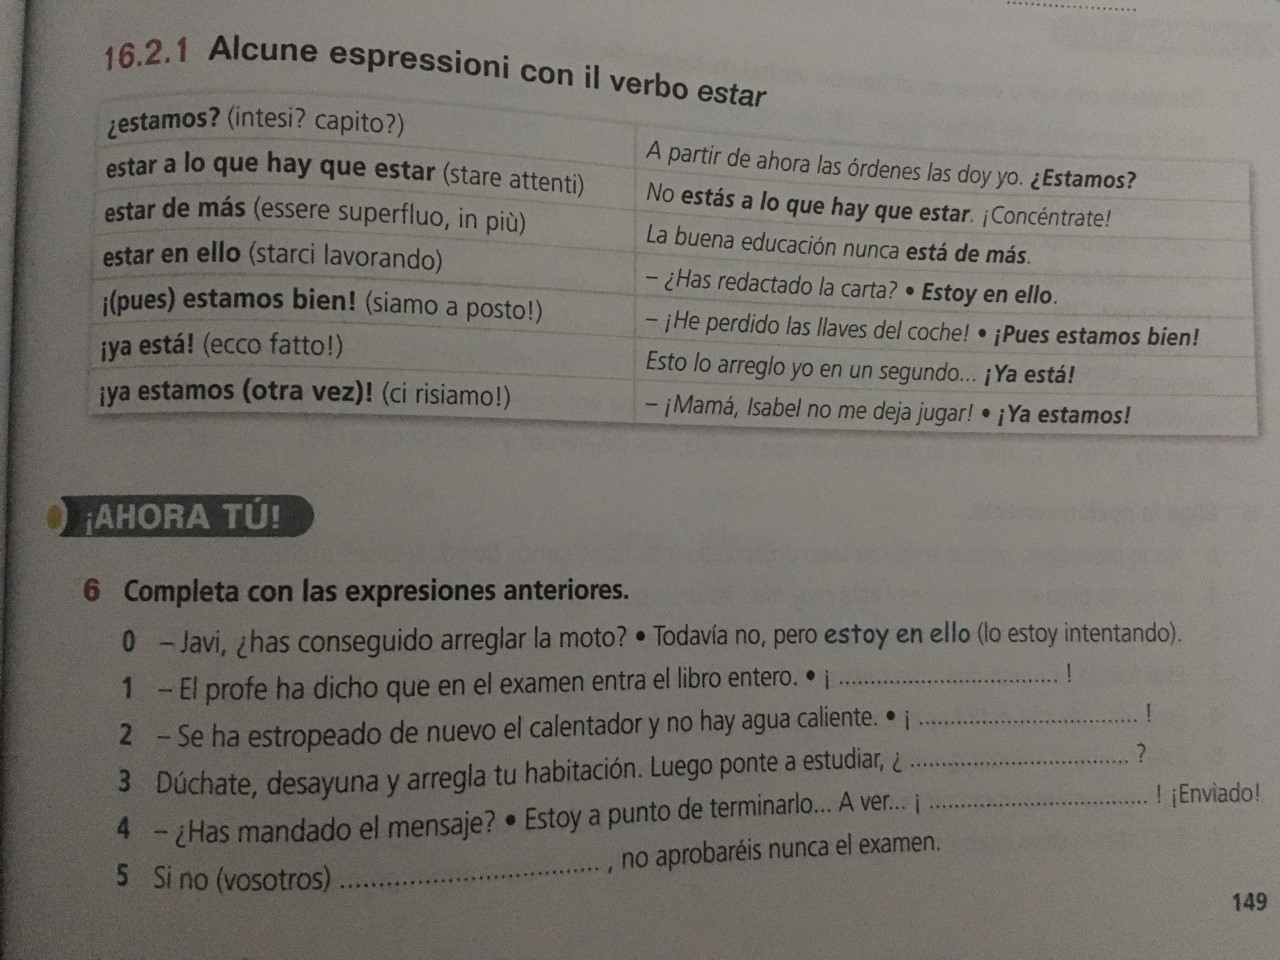 16.2.1 Alcune espressioni con il verbo estar
¿estamos? (intesi? capito?)
A partir de ahora las órdenes las doy yo. ¿Estamos?
estar a lo que hay que estar (stare attenti)
No estás a lo que hay que estar. ¡Concéntrate!
estar de más (essere superfluo, in più)
La buena educación nunca está de más.
estar en ello (starci lavorando)
– ¿Has redactado la carta? • Estoy en ello.
¡(pues) estamos bien! (siamo a posto!)
– ¡He perdido las llaves del coche! • ¡Pues estamos bien!
¡ya está! (ecco fatto!)
Esto lo arreglo yo en un segundo... ¡Ya está!
¡ya estamos (otra vez)! (ci risiamo!)
– ¡Mamá, Isabel no me deja jugar! • ¡Ya estamos!
¡AHORA TÚ!
6 Completa con las expresiones anteriores.
0 – Javi, ¿has conseguido arreglar la moto? • Todavía no, pero estoy en ello (lo estoy intentando).
1 – El profe ha dicho que en el examen entra el libro entero. • ¡ .................................. !
2 – Se ha estropeado de nuevo el calentador y no hay agua caliente. • ¡ .................................. !
3 Dúchate, desayuna y arregla tu habitación. Luego ponte a estudiar, ¿ .................................. ?
4 – ¿Has mandado el mensaje? • Estoy a punto de terminarlo... A ver... ¡ .................................. ! ¡Enviado!
5 Si no (vosotros) .................................. , no aprobaréis nunca el examen.
149